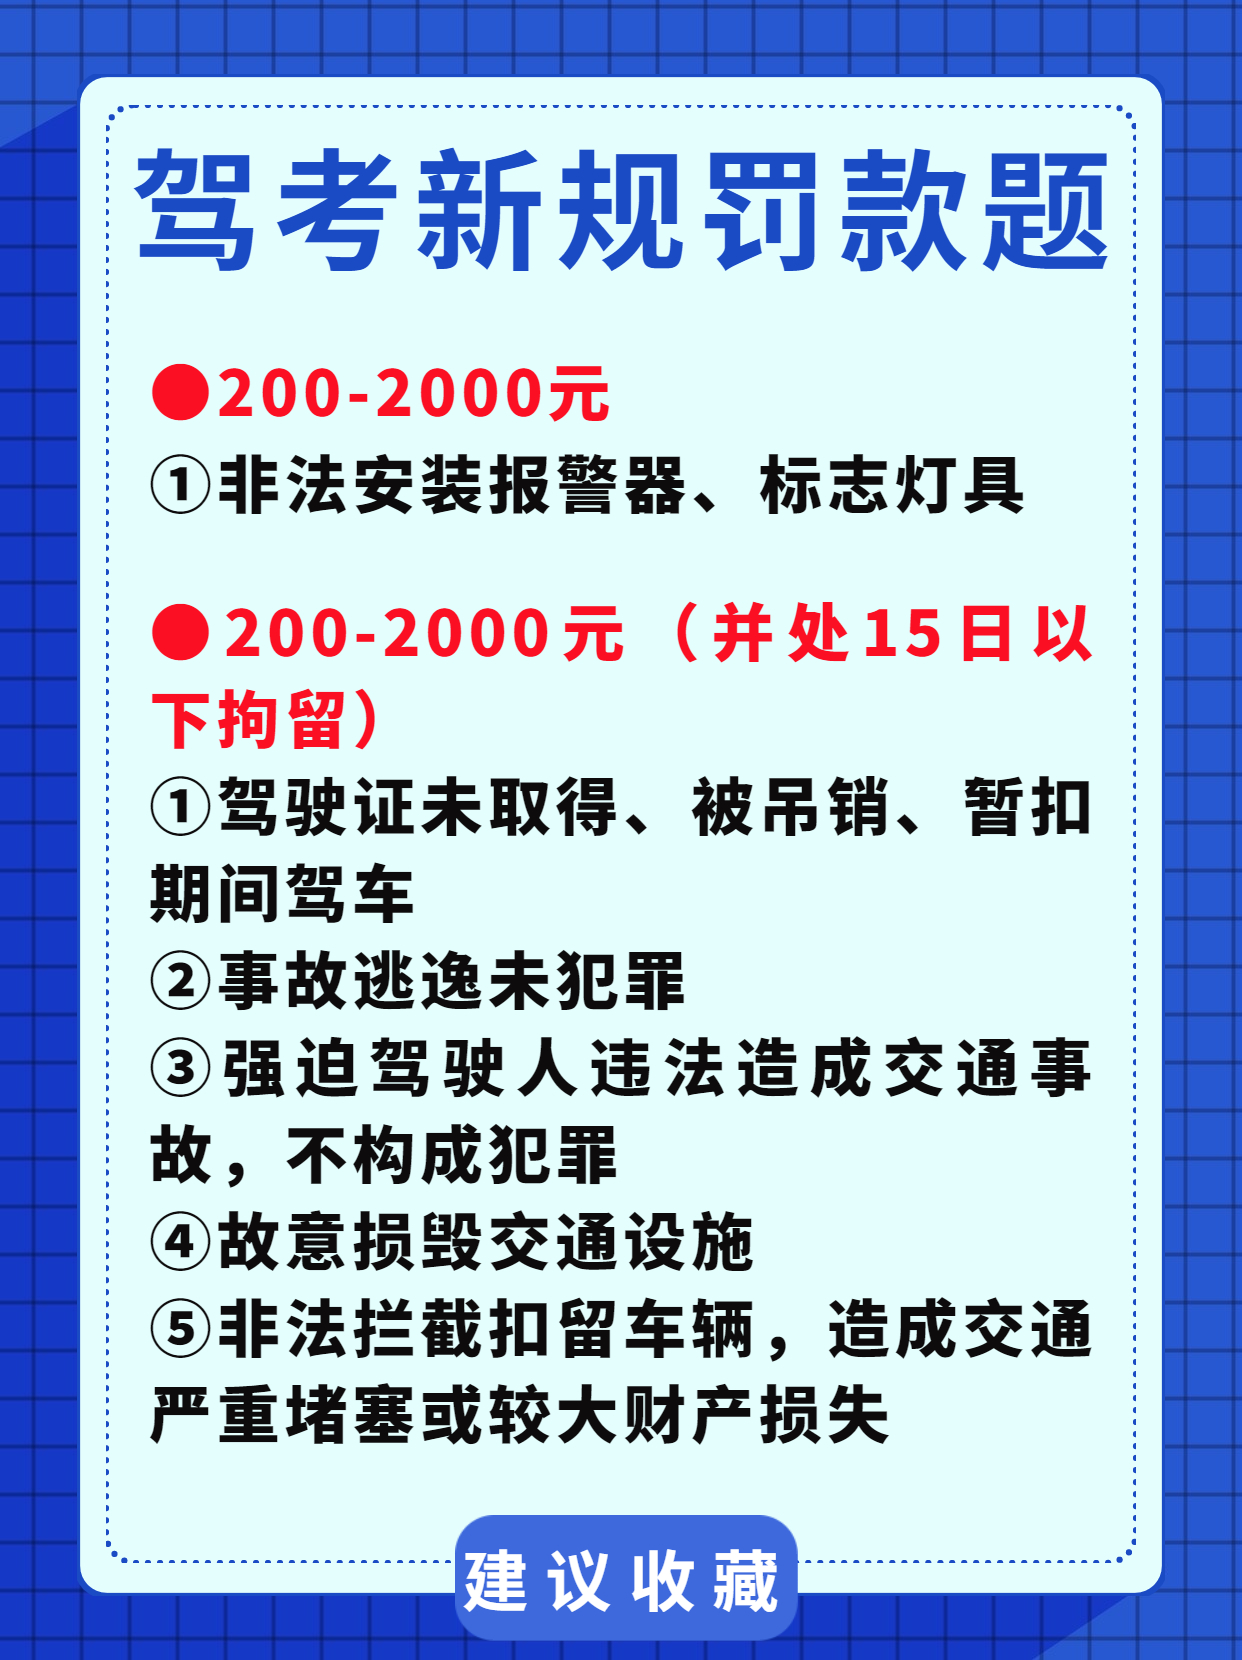 驾考新规罚款题
●200-2000元
①非法安装报警器、标志灯具
●200-2000元（并处15日以
下拘留）
①驾驶证未取得、被吊销、暂扣
期间驾车
②事故逃逸未犯罪
③强迫驾驶人违法造成交通事
故，不构成犯罪
④故意损毁交通设施
⑤非法拦截扣留车辆，造成交通
严重堵塞或较大财产损失
建议收藏